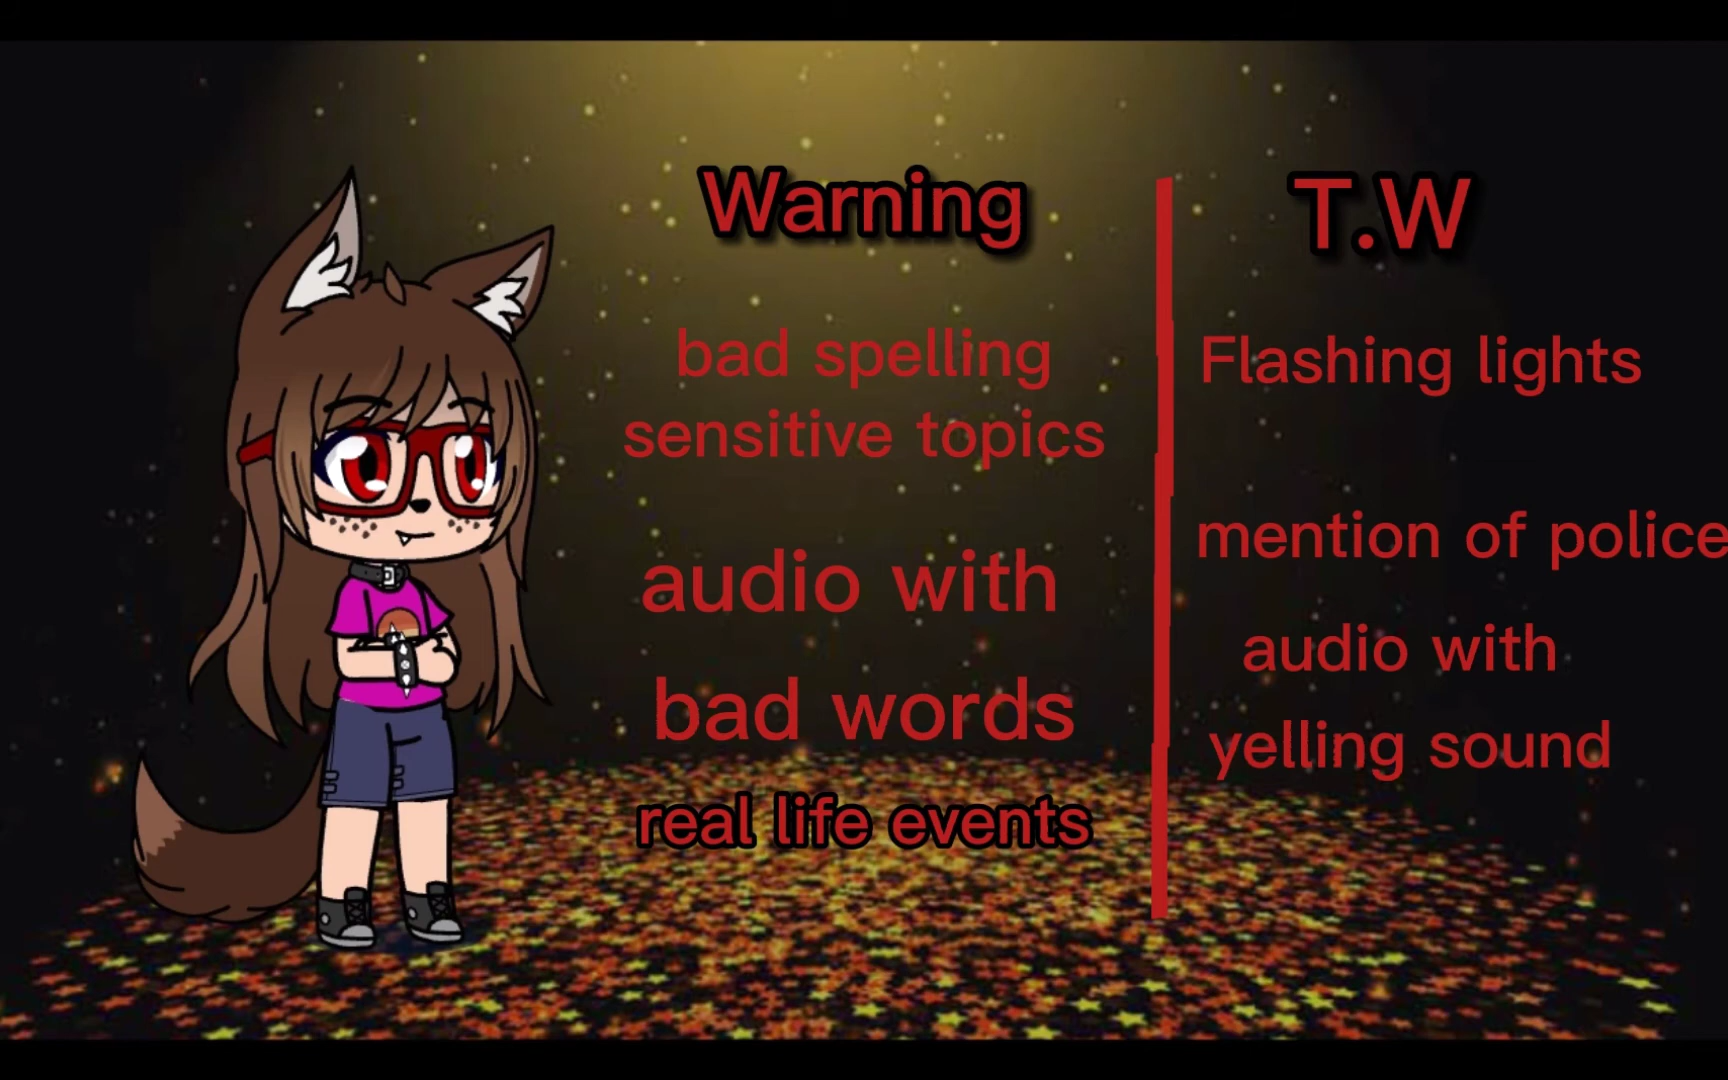 Warning
bad spelling
sensitive topics
audio with
bad words
real life events
T.W
Flashing lights
mention of police
audio with
yelling sound